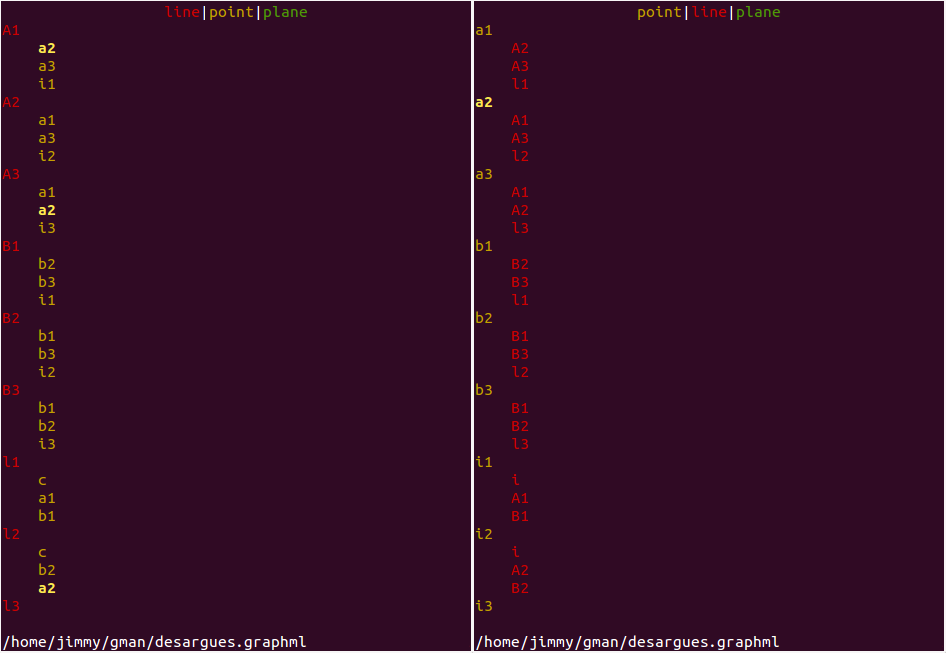 line|point|plane
A1
a2
a3
i1
A2
a1
a3
i2
A3
a1
a2
i3
B1
b2
b3
i1
B2
b1
b3
i2
B3
b1
b2
i3
l1
c
a1
b1
l2
c
b2
a2
l3
/home/jimmy/gman/desargues.graphml
point|line|plane
a1
A2
A3
l1
a2
A1
A3
l2
a3
A1
A2
l3
b1
B2
B3
l1
b2
B1
B3
l2
b3
B1
B2
l3
i1
i
A1
B1
i2
i
A2
B2
i3
/home/jimmy/gman/desargues.graphml